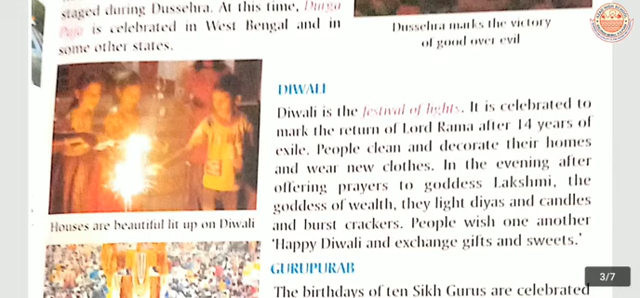 staged during Dussehra. At this time, Durga
Puja is celebrated in West Bengal and in
some other states.
Dussehra marks the victory
of good over evil
DIWALI
Diwali is the festival of lights. It is celebrated to
mark the return of Lord Rama after 14 years of
exile. People clean and decorate their homes
and wear new clothes. In the evening after
offering prayers to goddess Lakshmi, the
goddess of wealth, they light diyas and candles
and burst crackers. People wish one another
'Happy Diwali and exchange gifts and sweets.'
Houses are beautiful lit up on Diwali
GURUPURAB
The birthdays of ten Sikh Gurus are celebrated
3/7